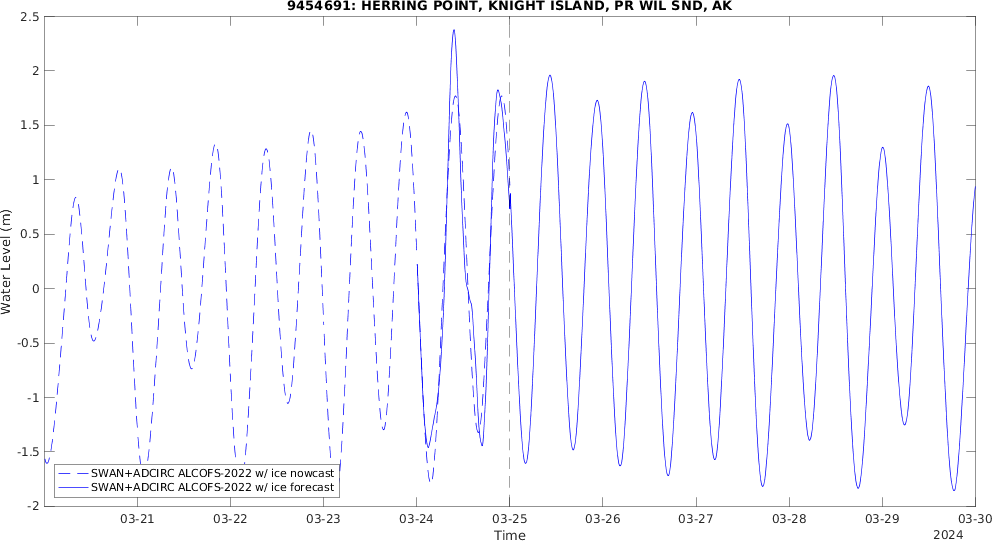 9454691: HERRING POINT, KNIGHT ISLAND, PR WIL SND, AK
2.5
2
1.5
1
0.5
0
-0.5
-1
-1.5
-2
Water Level (m)
SWAN+ADCIRC ALCOFS-2022 w/ ice nowcast
SWAN+ADCIRC ALCOFS-2022 w/ ice forecast
03-21 03-22 03-23 03-24 03-25 03-26 03-27 03-28 03-29 03-30
Time
2024